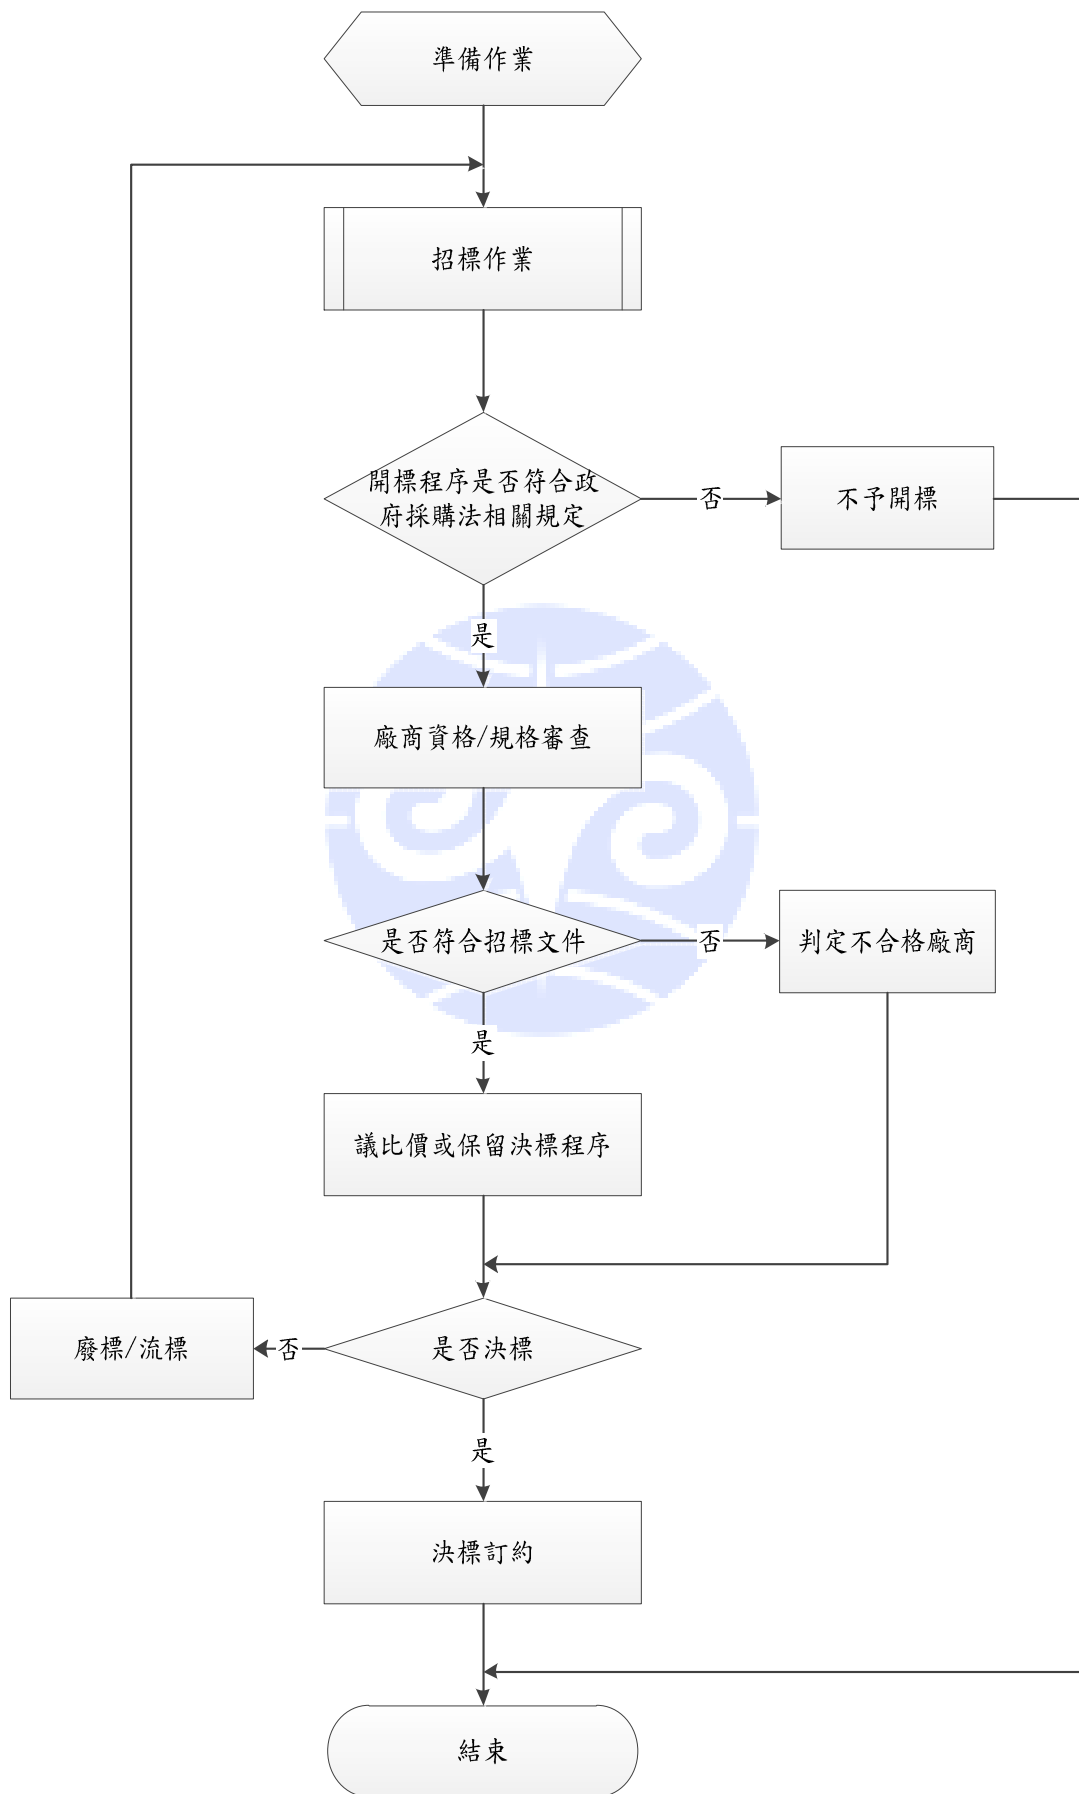 準備作業
招標作業
開標程序是否符合政
府採購法相關規定
否
不予開標
是
廠商資格/規格審查
是否符合招標文件
否
判定不合格廠商
是
議比價或保留決標程序
廢標/流標
否
是否決標
是
決標訂約
結束